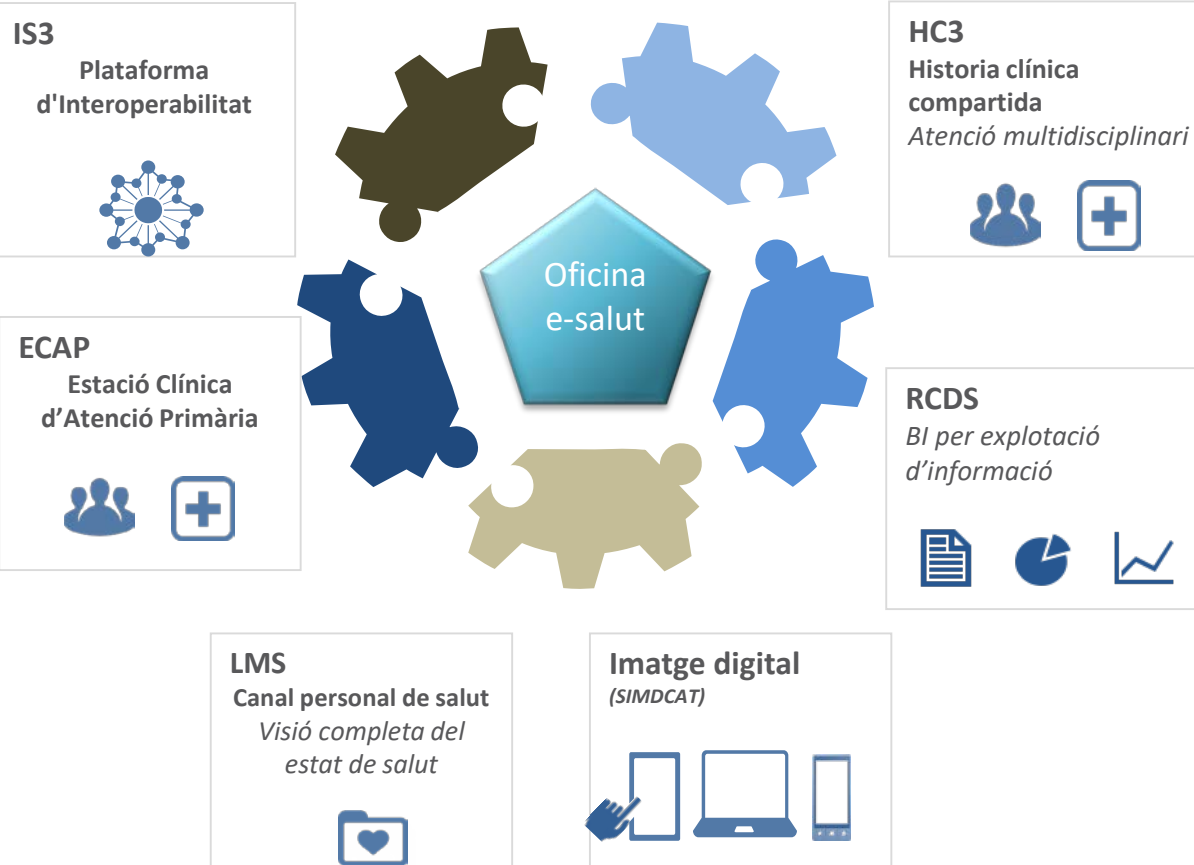 IS3
Plataforma
d'Interoperabilitat
HC3
Historia clínica
compartida
Atenció multidisciplinari
Oficina
e-salut
ECAP
Estació Clínica
d’Atenció Primària
RCDS
BI per explotació
d’informació
LMS
Canal personal de salut
Visió completa del
estat de salut
Imatge digital
(SIMDCAT)